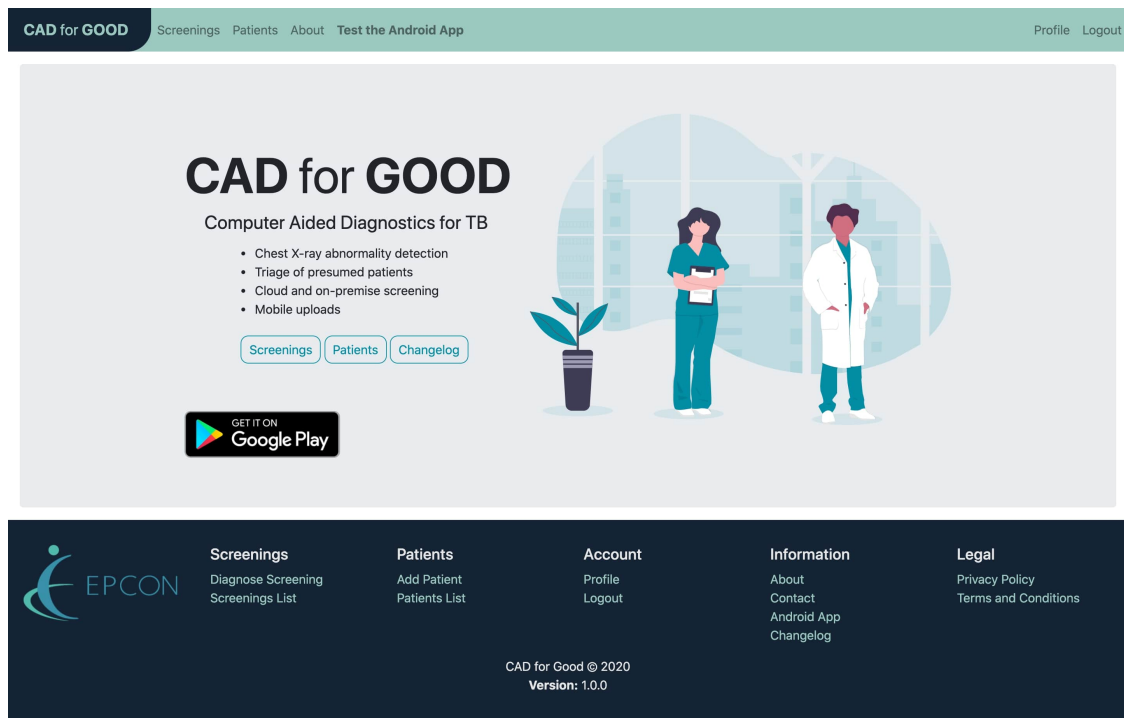 CAD for GOOD Screenings Patients About Test the Android App Profile Logout
CAD for GOOD
Computer Aided Diagnostics for TB
• Chest X-ray abnormality detection
• Triage of presumed patients
• Cloud and on-premise screening
• Mobile uploads
Screenings Patients Changelog
GET IT ON
Google Play
EPCON
Screenings
Diagnose Screening
Screenings List
Patients
Add Patient
Patients List
Account
Profile
Logout
Information
About
Contact
Android App
Changelog
Legal
Privacy Policy
Terms and Conditions
CAD for Good © 2020
Version: 1.0.0